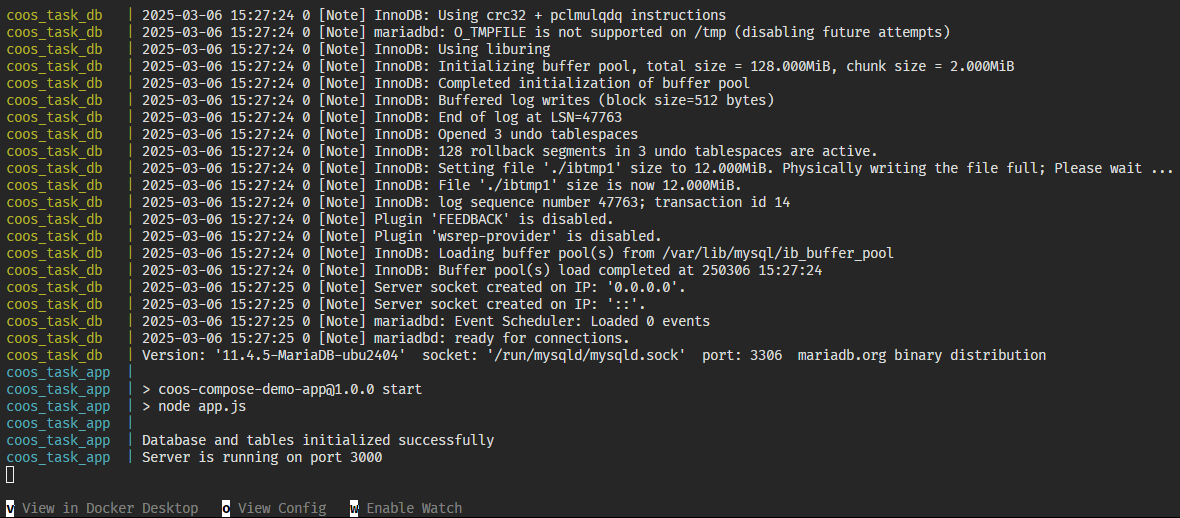 coos_task_db   | 2025-03-06 15:27:24 0 [Note] InnoDB: Using crc32 + pclmulqdq instructions
coos_task_db   | 2025-03-06 15:27:24 0 [Note] mariadbd: O_TMPFILE is not supported on /tmp (disabling future attempts)
coos_task_db   | 2025-03-06 15:27:24 0 [Note] InnoDB: Using liburing
coos_task_db   | 2025-03-06 15:27:24 0 [Note] InnoDB: Initializing buffer pool, total size = 128.000MiB, chunk size = 2.000MiB
coos_task_db   | 2025-03-06 15:27:24 0 [Note] InnoDB: Completed initialization of buffer pool
coos_task_db   | 2025-03-06 15:27:24 0 [Note] InnoDB: Buffered log writes (block size=512 bytes)
coos_task_db   | 2025-03-06 15:27:24 0 [Note] InnoDB: End of log at LSN=47763
coos_task_db   | 2025-03-06 15:27:24 0 [Note] InnoDB: Opened 3 undo tablespaces
coos_task_db   | 2025-03-06 15:27:24 0 [Note] InnoDB: 128 rollback segments in 3 undo tablespaces are active.
coos_task_db   | 2025-03-06 15:27:24 0 [Note] InnoDB: Setting file './ibtmp1' size to 12.000MiB. Physically writing the file full; Please wait ...
coos_task_db   | 2025-03-06 15:27:24 0 [Note] InnoDB: File './ibtmp1' size is now 12.000MiB.
coos_task_db   | 2025-03-06 15:27:24 0 [Note] InnoDB: log sequence number 47763; transaction id 14
coos_task_db   | 2025-03-06 15:27:24 0 [Note] Plugin 'FEEDBACK' is disabled.
coos_task_db   | 2025-03-06 15:27:24 0 [Note] Plugin 'wsrep-provider' is disabled.
coos_task_db   | 2025-03-06 15:27:24 0 [Note] InnoDB: Loading buffer pool(s) from /var/lib/mysql/ib_buffer_pool
coos_task_db   | 2025-03-06 15:27:24 0 [Note] InnoDB: Buffer pool(s) load completed at 250306 15:27:24
coos_task_db   | 2025-03-06 15:27:25 0 [Note] Server socket created on IP: '0.0.0.0'.
coos_task_db   | 2025-03-06 15:27:25 0 [Note] Server socket created on IP: '::'.
coos_task_db   | 2025-03-06 15:27:25 0 [Note] mariadbd: Event Scheduler: Loaded 0 events
coos_task_db   | 2025-03-06 15:27:25 0 [Note] mariadbd: ready for connections.
coos_task_db   | Version: '11.4.5-MariaDB-ubu2404'  socket: '/run/mysqld/mysqld.sock'  port: 3306  mariadb.org binary distribution
coos_task_app  |
coos_task_app  | > coos-compose-demo-app@1.0.0 start
coos_task_app  | > node app.js
coos_task_app  |
coos_task_app  | Database and tables initialized successfully
coos_task_app  | Server is running on port 3000
v View in Docker Desktop   o View Config   w Enable Watch